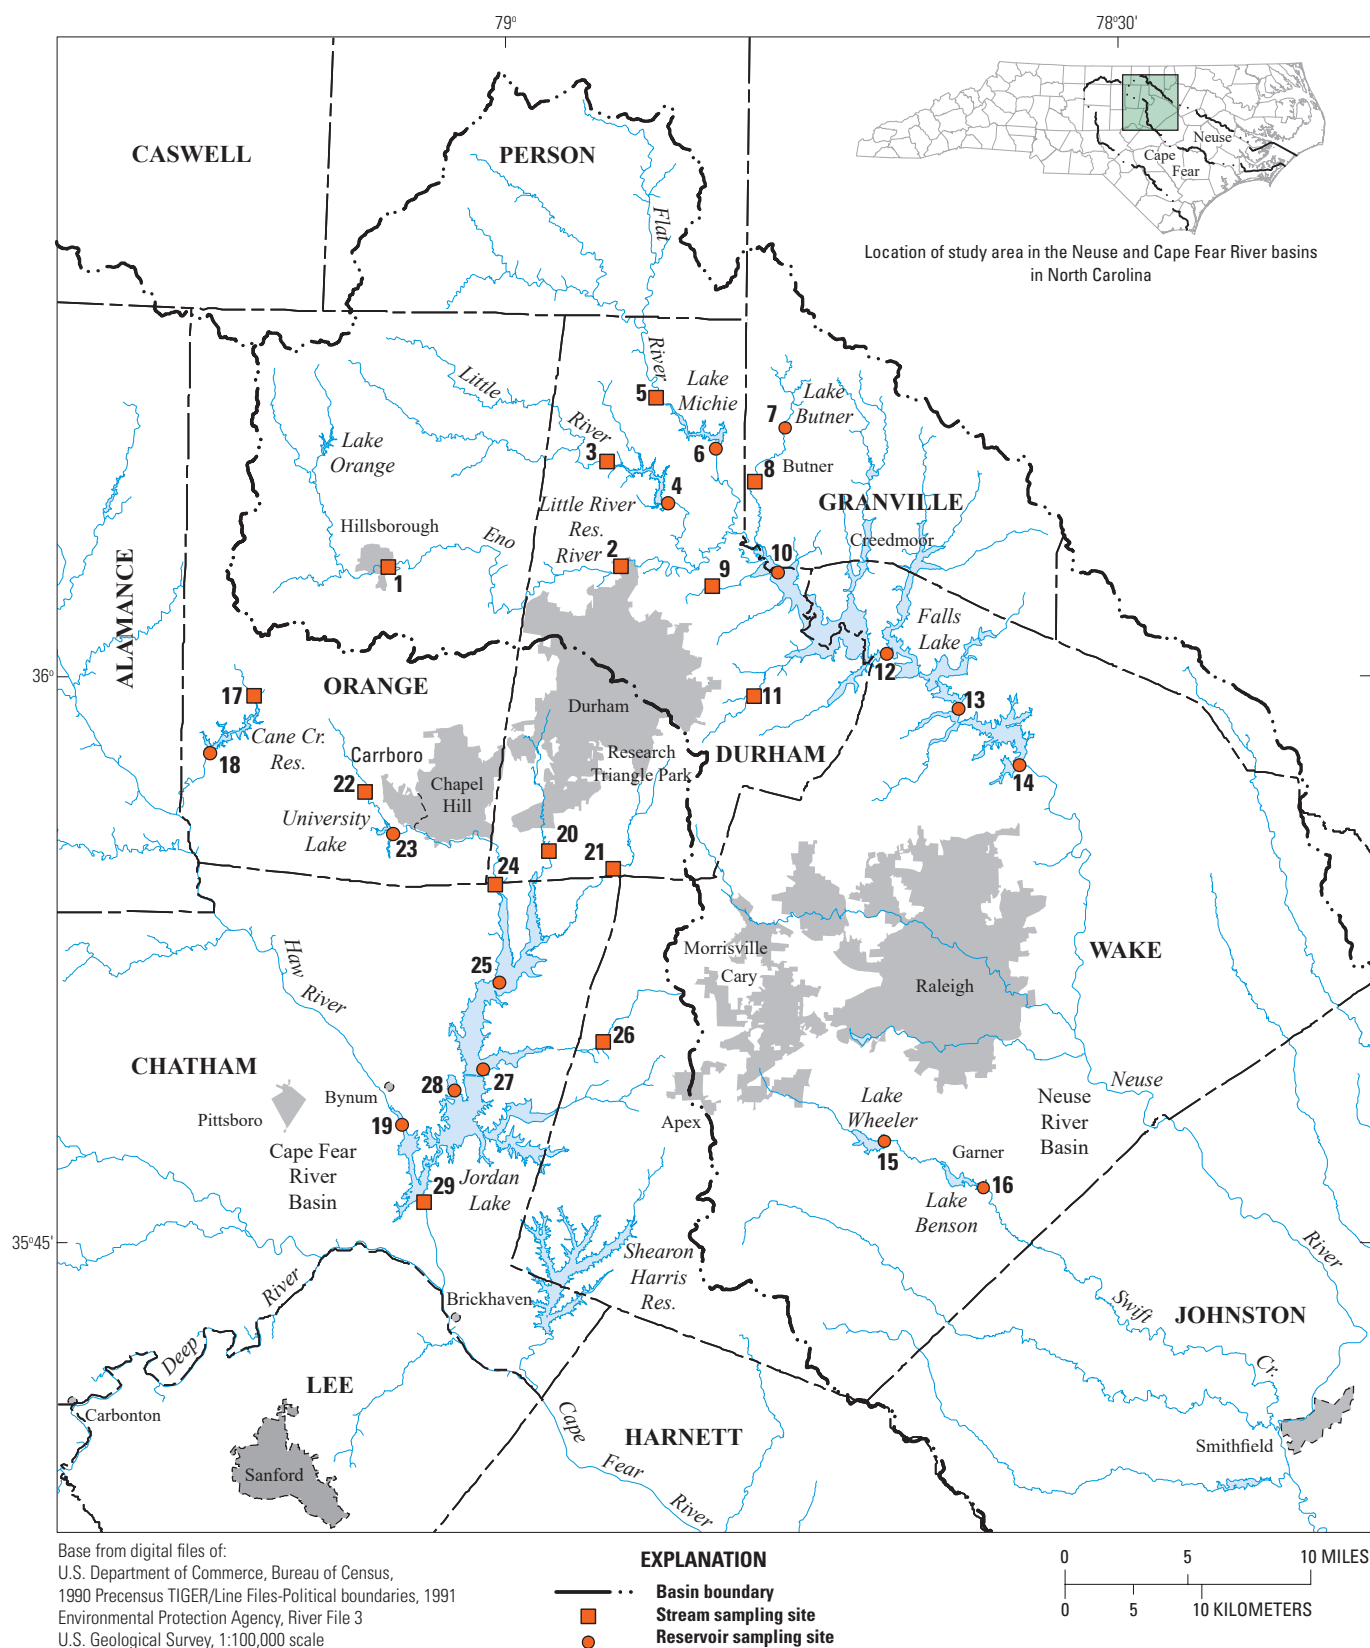 79°
78°30'
CASWELL
PERSON
Neuse
Cape
Fear
Location of study area in the Neuse and Cape Fear River basins
in North Carolina
Flat
River
Little
River
5
Lake
Michie
6
7
Lake
Butner
8
Butner
3
4
Lake
Orange
Little River
Res.
GRANVILLE
Creedmoor
Hillsborough
Eno
River
1
2
9
10
ALAMANCE
Falls
Lake
12
36°
ORANGE
17
11
13
Durham
Cane Cr.
Res.
18
Carrboro
Research
Triangle Park
DURHAM
14
22
Chapel
Hill
University
Lake
23
20
21
24
Haw
River
Morrisville
Cary
WAKE
25
Raleigh
26
CHATHAM
28
27
Bynum
Pittsboro
19
Neuse
Lake
Wheeler
Neuse
River
Basin
Apex
15
Garner
Cape Fear
River
Basin
29
Jordan
Lake
16
Lake
Benson
35°45'
Shearon
Harris
Res.
River
Deep
River
Brickhaven
Swift
Cr.
JOHNSTON
LEE
Carbonton
Cape
Fear
River
HARNETT
Smithfield
Sanford
Base from digital files of:
U.S. Department of Commerce, Bureau of Census,
1990 Precensus TIGER/Line Files-Political boundaries, 1991
Environmental Protection Agency, River File 3
U.S. Geological Survey, 1:100,000 scale
EXPLANATION
Basin boundary
Stream sampling site
Reservoir sampling site
0 5 10 MILES
0 5 10 KILOMETERS